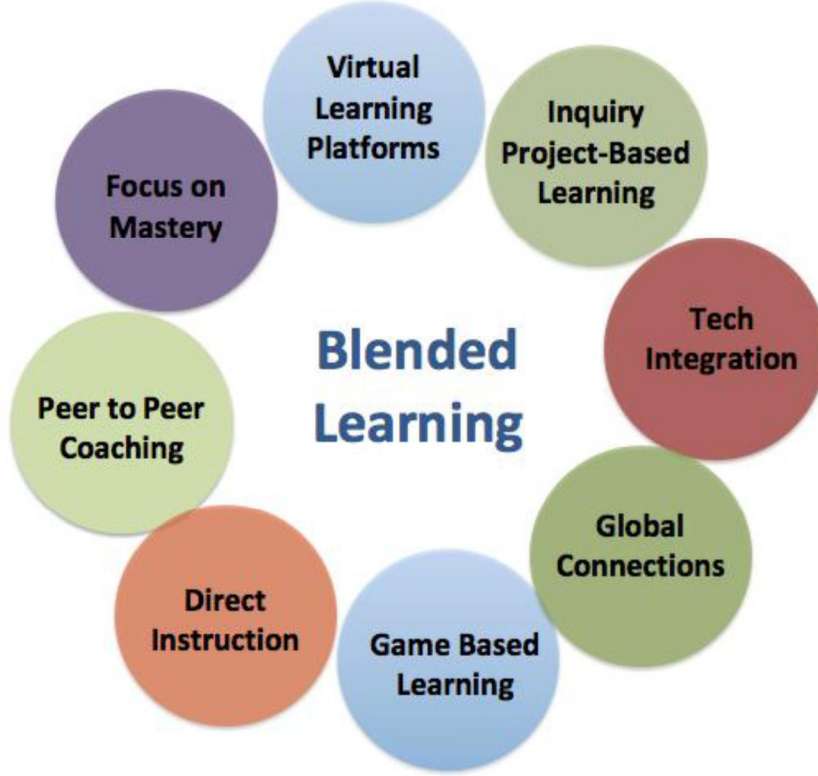 Virtual
Learning
Platforms
Inquiry
Project-Based
Learning
Tech
Integration
Global
Connections
Game Based
Learning
Direct
Instruction
Peer to Peer
Coaching
Focus on
Mastery
Blended
Learning